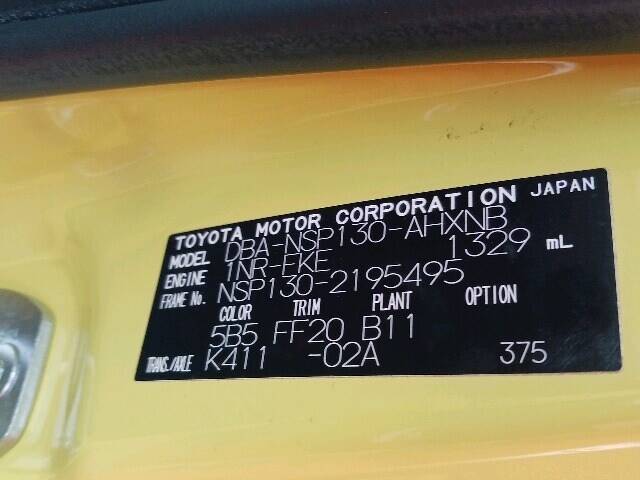 TOYOTA MOTOR CORPORATION JAPAN
MODEL DBA-NSP130-AHXNB
ENGINE 1NR-FKE 1329 mL
FRAME No. NSP130-2195495
COLOR TRIM PLANT OPTION
5B5 FF20 B11
TRANS./AXLE K411 -02A 375